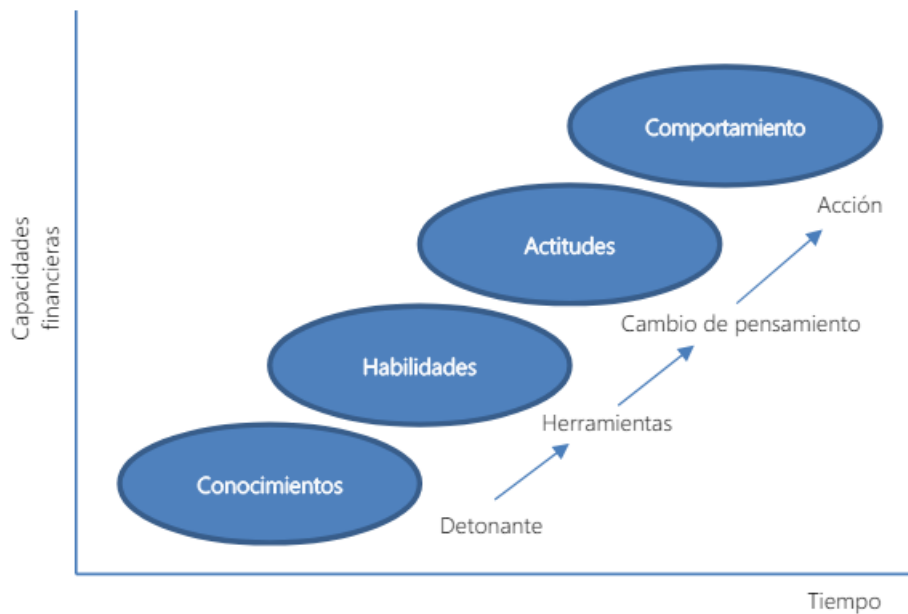 Comportamiento
Acción
Actitudes
Capacidades
financieras
Cambio de pensamiento
Habilidades
Herramientas
Conocimientos
Detonante
Tiempo